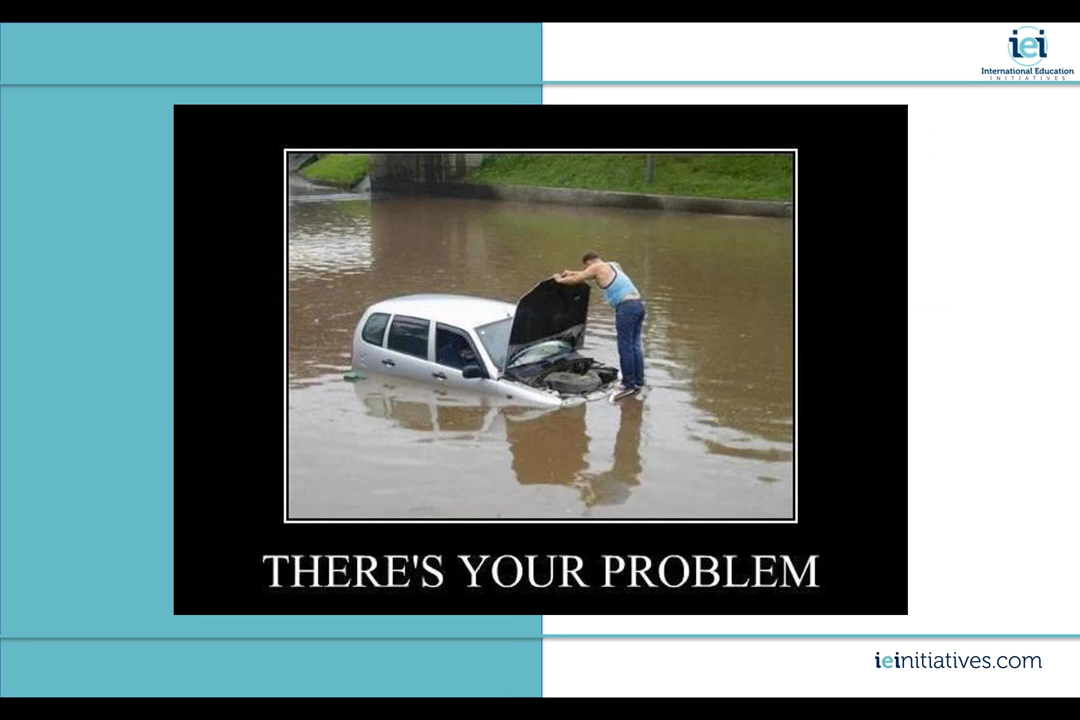 iei
International Education
INITIATIVES
THERE'S YOUR PROBLEM
ieinitiatives.com